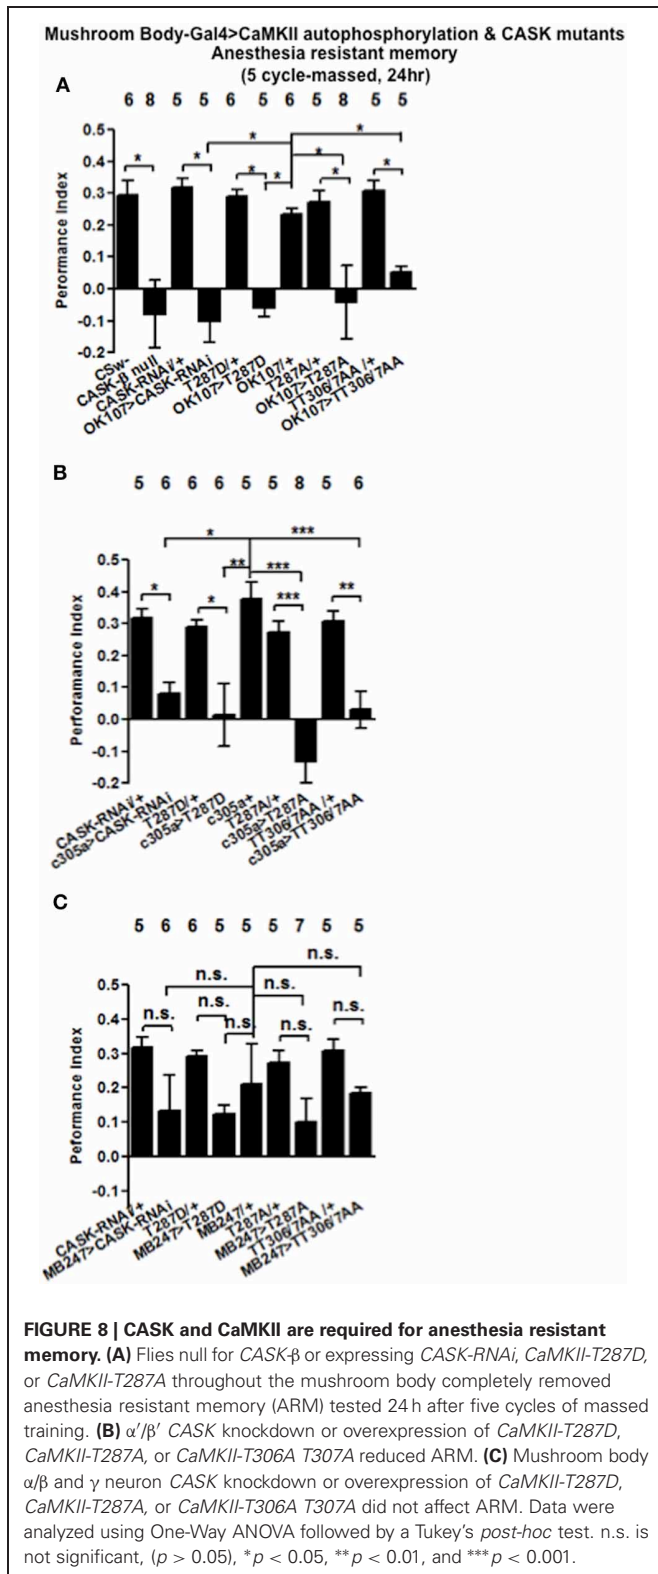 Mushroom Body-Gal4>CaMKII autophosphorylation & CASK mutants
Anesthesia resistant memory
(5 cycle-massed, 24hr)
A
6 8 5 5 6 5 6 5 8 5 5
* * * * * * * * *
0.5
0.4
0.3
0.2
0.1
0.0
-0.1
-0.2
Perormance Index
CSw-
CASK-β null
CASK-RNAi/+
OK107>CASK-RNAi
T287D/+
OK107>T287D
OK107/+
T287A/+
OK107>T287A
TT306/7AA /+
OK107>TT306/7AA
B
5 6 6 6 5 5 8 5 6
* ***
** ***
* * *** **
0.5
0.4
0.3
0.2
0.1
0.0
-0.1
-0.2
Perforamance Index
CASK-RNAi/+
c305a>CASK-RNAi
T287D/+
c305a>T287D
c305a+
T287A/+
c305a>T287A
TT306/7AA /+
c305a>TT306/7AA
C
5 6 6 5 5 5 7 5 5
n.s.
n.s. n.s.
n.s. n.s. n.s. n.s. n.s.
0.5
0.4
0.3
0.2
0.1
0.0
-0.1
Peformance Index
CASK-RNAi/+
MB247>CASK-RNAi
T287D/+
MB247>T287D
MB247/+
T287A/+
MB247>T287A
TT306/7AA /+
MB247>TT306/7AA
FIGURE 8 | CASK and CaMKII are required for anesthesia resistant
memory. (A) Flies null for CASK-β or expressing CASK-RNAi, CaMKII-T287D,
or CaMKII-T287A throughout the mushroom body completely removed
anesthesia resistant memory (ARM) tested 24 h after five cycles of massed
training. (B) α′/β′ CASK knockdown or overexpression of CaMKII-T287D,
CaMKII-T287A, or CaMKII-T306A T307A reduced ARM. (C) Mushroom body
α/β and γ neuron CASK knockdown or overexpression of CaMKII-T287D,
CaMKII-T287A, or CaMKII-T306A T307A did not affect ARM. Data were
analyzed using One-Way ANOVA followed by a Tukey's post-hoc test. n.s. is
not significant, (p > 0.05), *p < 0.05, **p < 0.01, and ***p < 0.001.